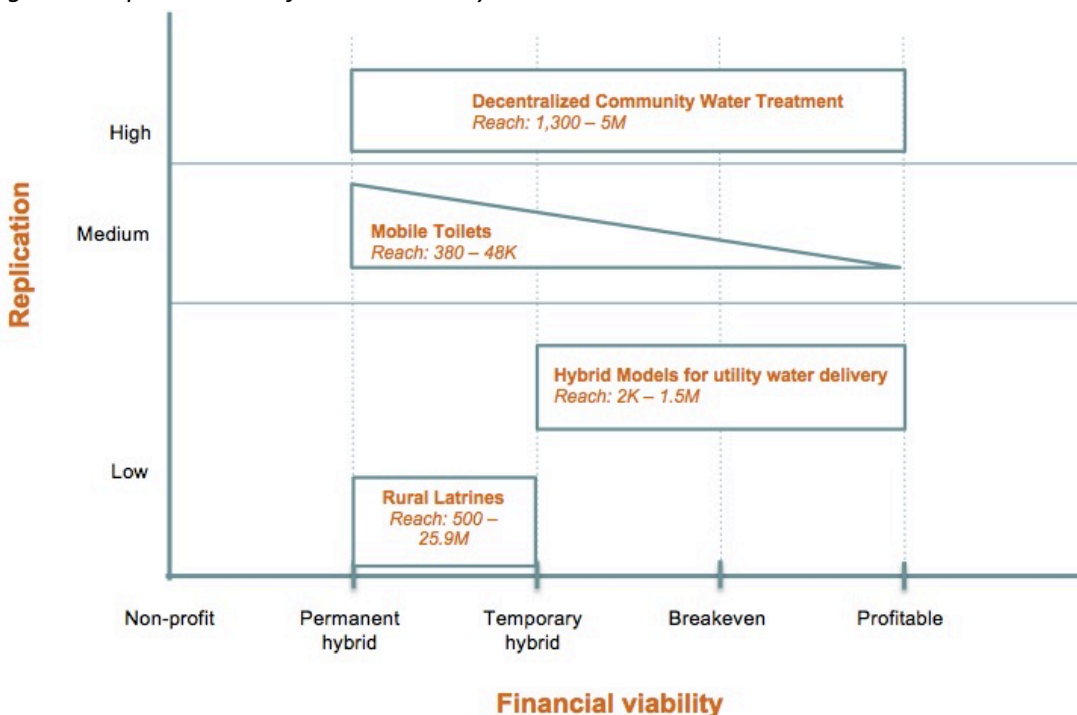 Decentralized Community Water Treatment
Reach: 1,300 – 5M
High
Replication
Medium
Mobile Toilets
Reach: 380 – 48K
Hybrid Models for utility water delivery
Reach: 2K – 1.5M
Low
Rural Latrines
Reach: 500 –
25.9M
Non-profit
Permanent
hybrid
Temporary
hybrid
Breakeven
Profitable
Financial viability